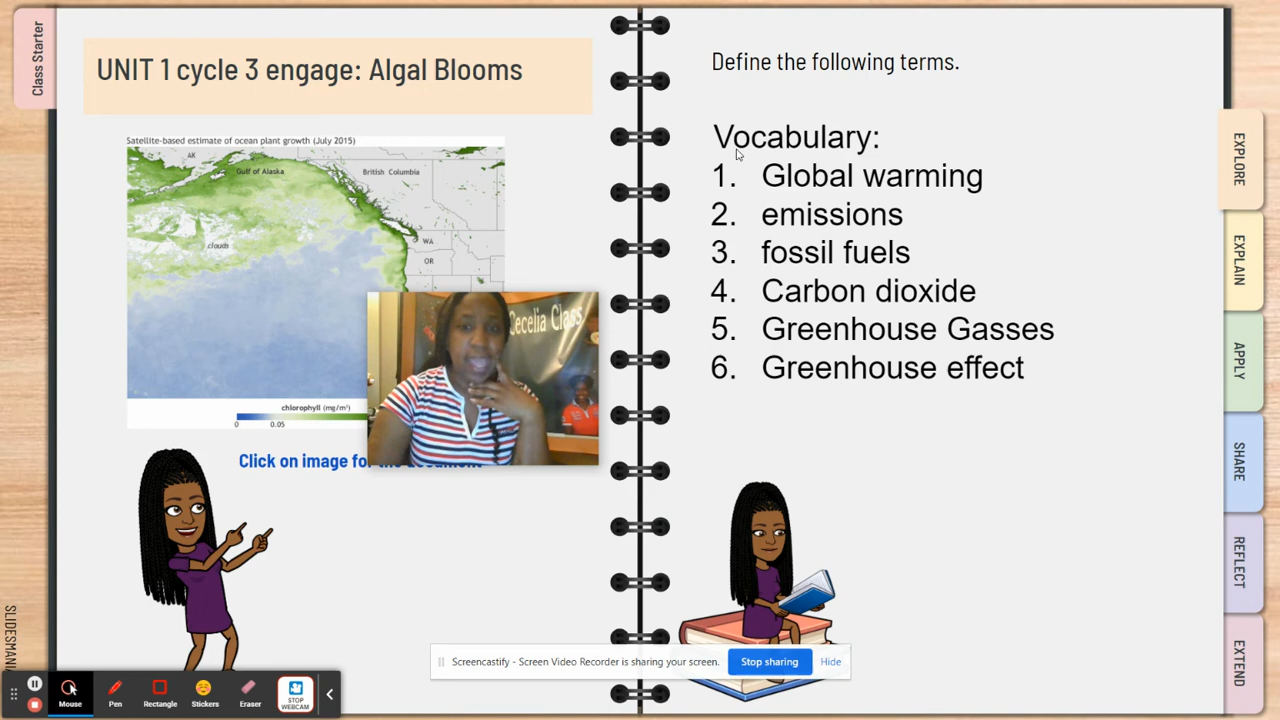 Class Starter
UNIT 1 cycle 3 engage: Algal Blooms
Satellite-based estimate of ocean plant growth (July 2015)
AK
Gulf of Alaska
British Columbia
clouds
WA
OR
chlorophyll (mg/m³)
0 0.05
Click on image for the document
Cecelia Class
Define the following terms.
Vocabulary:
1. Global warming
2. emissions
3. fossil fuels
4. Carbon dioxide
5. Greenhouse Gasses
6. Greenhouse effect
EXPLORE
EXPLAIN
APPLY
SHARE
REFLECT
EXTEND
Screencastify - Screen Video Recorder is sharing your screen.
Stop sharing
Hide
Mouse
Pen
Rectangle
Stickers
Eraser
STOP
WEBCAM